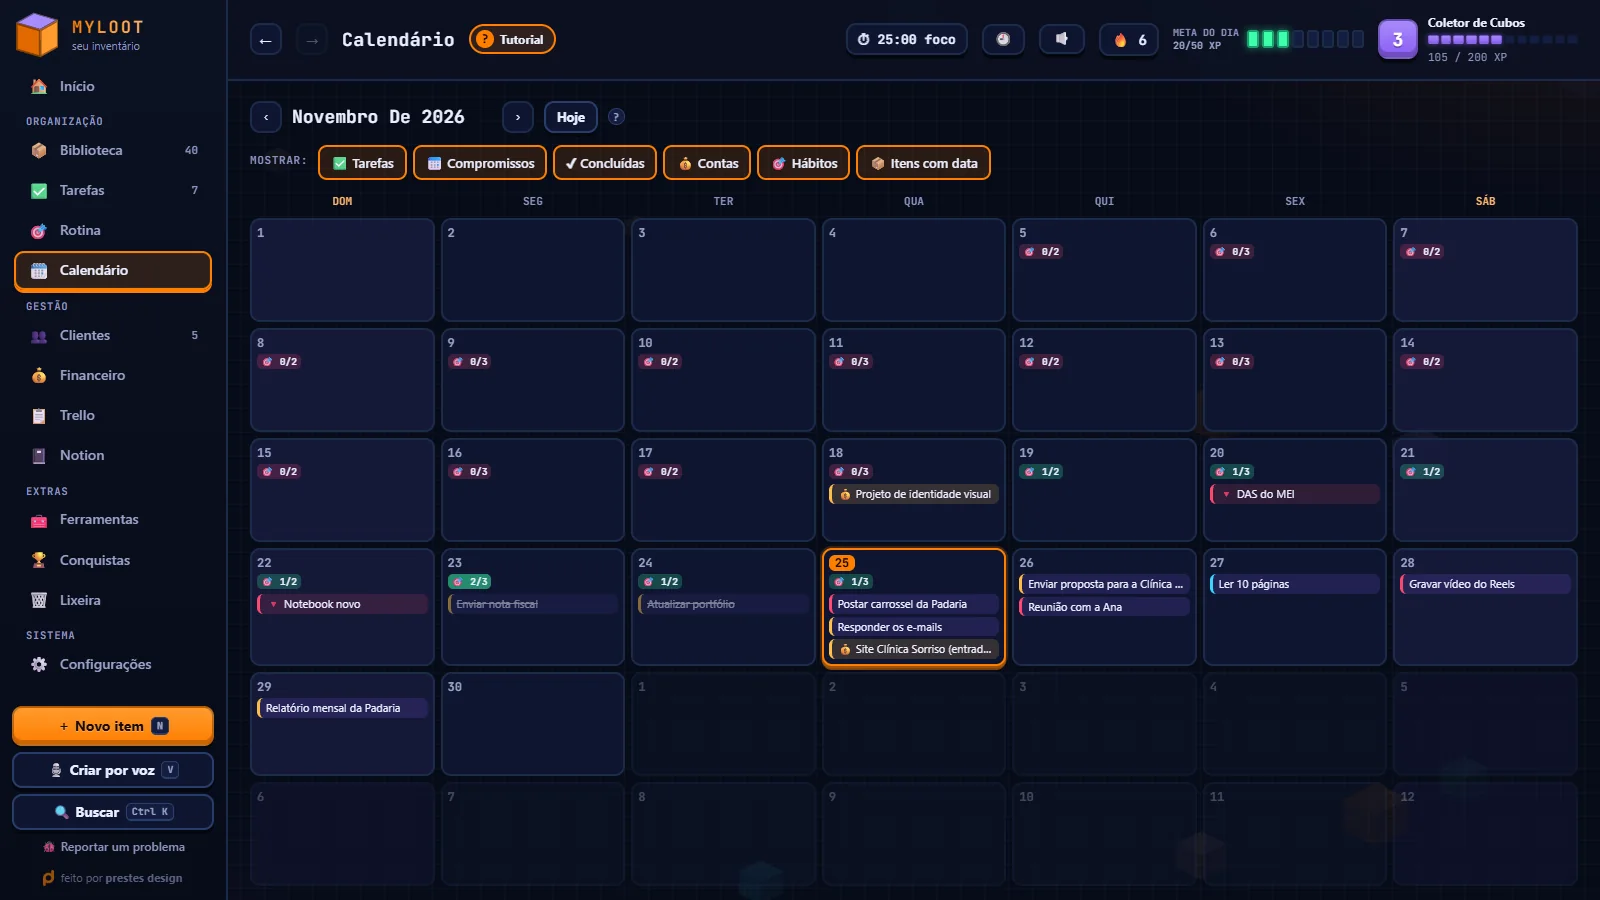 MYLOOT
seu inventário
Início
ORGANIZAÇÃO
Biblioteca 40
Tarefas 7
Rotina
Calendário
GESTÃO
Clientes 5
Financeiro
Trello
Notion
EXTRAS
Ferramentas
Conquistas
Lixeira
SISTEMA
Configurações
+ Novo item N
Criar por voz V
Buscar Ctrl K
Reportar um problema
feito por prestes design
← → Calendário ? Tutorial
25:00 foco
6
META DO DIA
20/50 XP
3
Coletor de Cubos
105 / 200 XP
‹ Novembro De 2026 › Hoje ?
MOSTRAR: Tarefas Compromissos Concluídas Contas Hábitos Itens com data
DOM SEG TER QUA QUI SEX SÁB
1 2 3 4 5 6 7
0/2 0/3 0/2
8 9 10 11 12 13 14
0/2 0/3 0/2 0/3 0/2 0/3 0/2
15 16 17 18 19 20 21
0/2 0/3 0/2 0/3 1/2 1/3 1/2
Projeto de identidade visual
DAS do MEI
22 23 24 25 26 27 28
1/2 2/3 1/2 1/3
Notebook novo
Enviar nota fiscal
Atualizar portfólio
Postar carrossel da Padaria
Responder os e-mails
Site Clínica Sorriso (entrad...
Enviar proposta para a Clínica ...
Reunião com a Ana
Ler 10 páginas
Gravar vídeo do Reels
29 30 1 2 3 4 5
Relatório mensal da Padaria
6 7 8 9 10 11 12